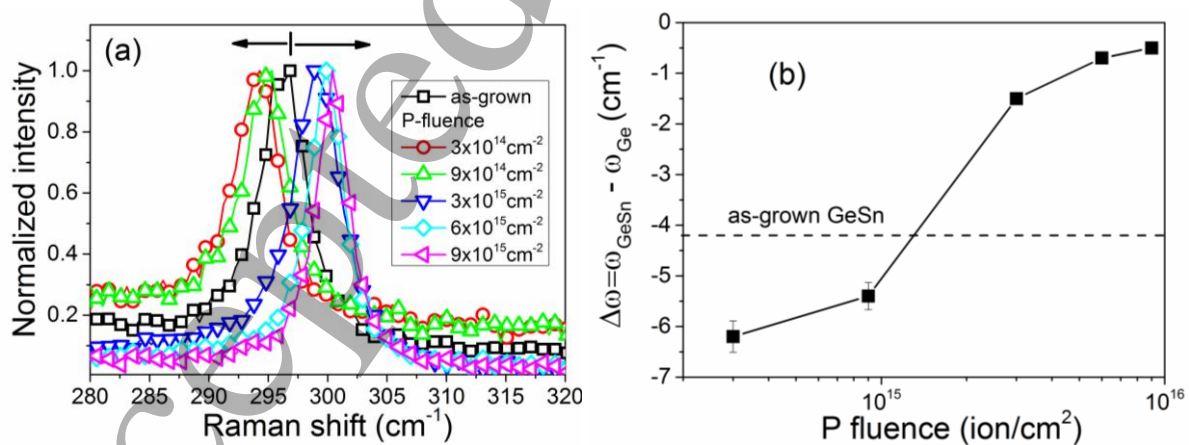 (a)
Normalized intensity
1.0
0.8
0.6
0.4
0.2
as-grown
P-fluence
3x10¹⁴cm⁻²
9x10¹⁴cm⁻²
3x10¹⁵cm⁻²
6x10¹⁵cm⁻²
9x10¹⁵cm⁻²
280 285 290 295 300 305 310 315 320
Raman shift (cm⁻¹)
(b)
Δω=ω_GeSn - ω_Ge (cm⁻¹)
0
-1
-2
-3
-4
-5
-6
-7
as-grown GeSn
10¹⁵ 10¹⁶
P fluence (ion/cm²)